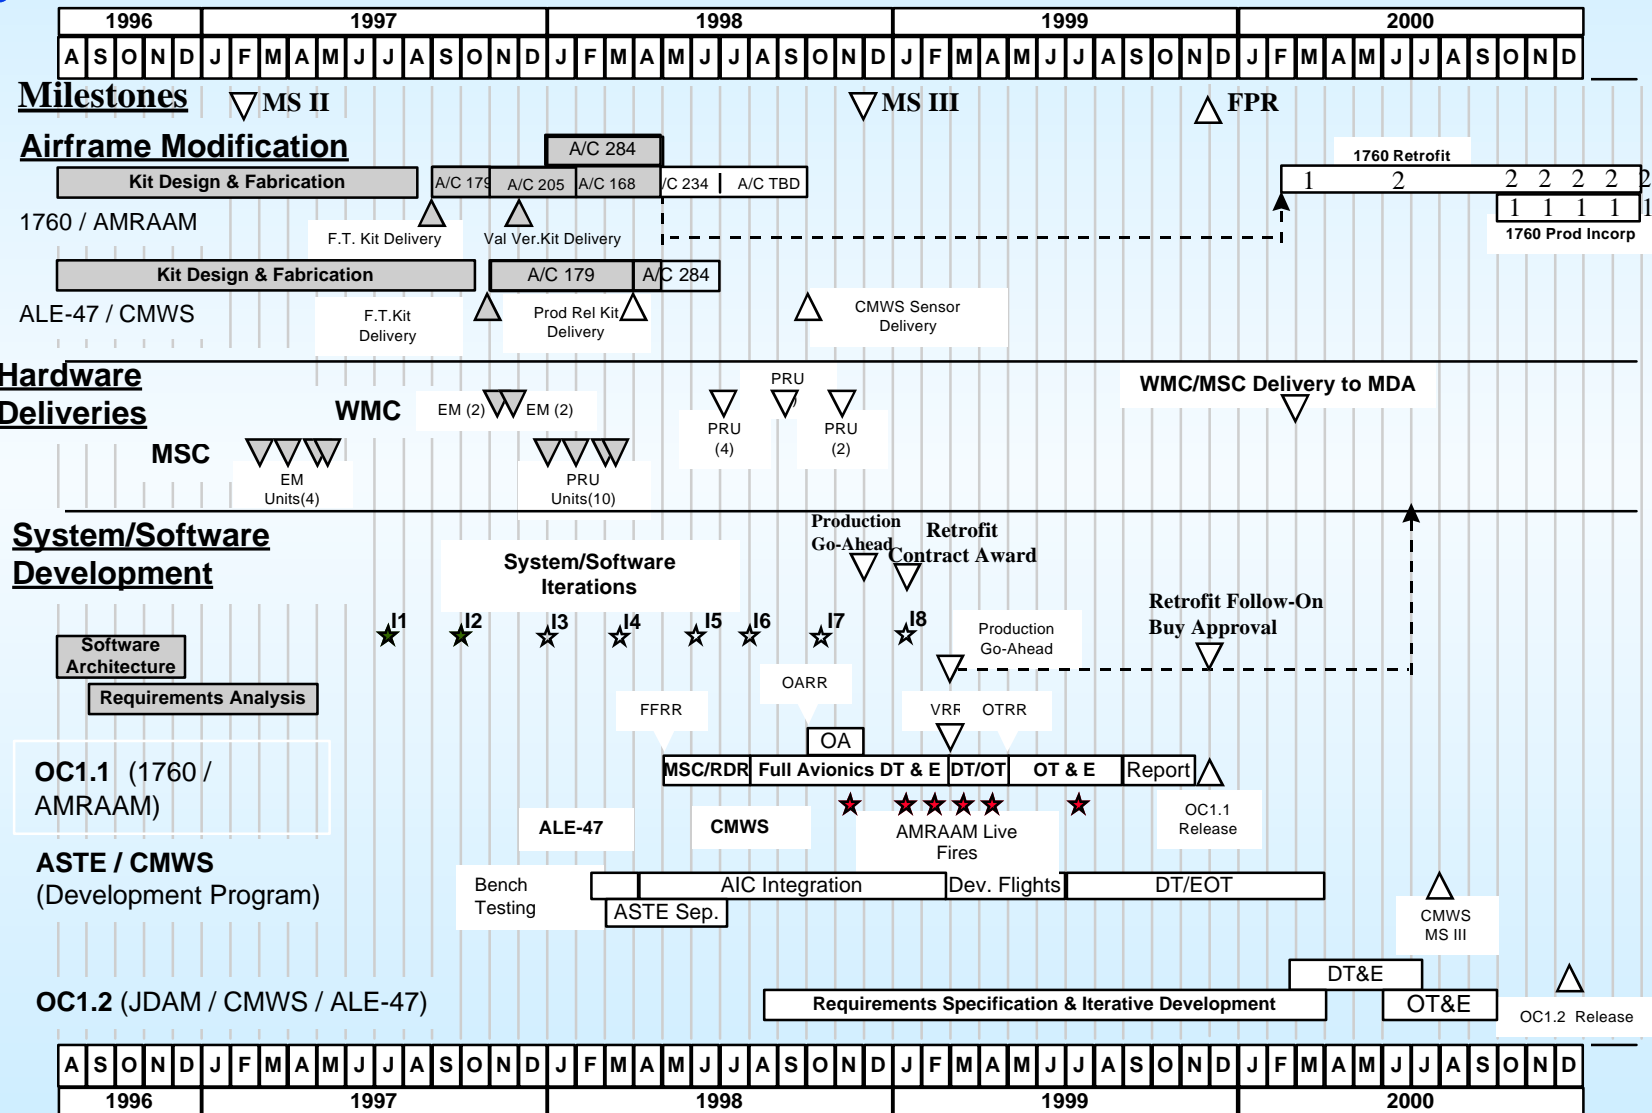 1996 1997 1998 1999 2000
A S O N D J F M A M J J A S O N D J F M A M J J A S O N D J F M A M J J A S O N D J F M A M J J A S O N D
Milestones
MS II
MS III
FPR
Airframe Modification
A/C 284
1760 Retrofit
Kit Design & Fabrication
A/C 179
A/C 205
A/C 168
/C 234
A/C TBD
1 2 2 2 2 2 2
1 1 1 1 1
1760 / AMRAAM
F.T. Kit Delivery
Val Ver.Kit Delivery
1760 Prod Incorp
Kit Design & Fabrication
A/C 179
A/C 284
ALE-47 / CMWS
F.T.Kit
Delivery
Prod Rel Kit
Delivery
CMWS Sensor
Delivery
Hardware
Deliveries
WMC
EM (2)
EM (2)
PRU
(4)
PRU
)
PRU
(2)
WMC/MSC Delivery to MDA
MSC
EM
Units(4)
PRU
Units(10)
System/Software
Development
System/Software
Iterations
Production
Go-Ahead
Retrofit
Contract Award
I1 I2 I3 I4 I5 I6 I7 I8
Software
Architecture
Requirements Analysis
Production
Go-Ahead
Retrofit Follow-On
Buy Approval
FFRR
OARR
VRR
OTRR
OA
OC1.1 (1760 /
AMRAAM)
MSC/RDR
Full Avionics DT & E
DT/OT
OT & E
Report
OC1.1
Release
ALE-47
CMWS
AMRAAM Live
Fires
ASTE / CMWS
(Development Program)
Bench
Testing
AIC Integration
Dev. Flights
DT/EOT
ASTE Sep.
CMWS
MS III
OC1.2 (JDAM / CMWS / ALE-47)
DT&E
Requirements Specification & Iterative Development
OT&E
OC1.2 Release
A S O N D J F M A M J J A S O N D J F M A M J J A S O N D J F M A M J J A S O N D J F M A M J J A S O N D
1996 1997 1998 1999 2000